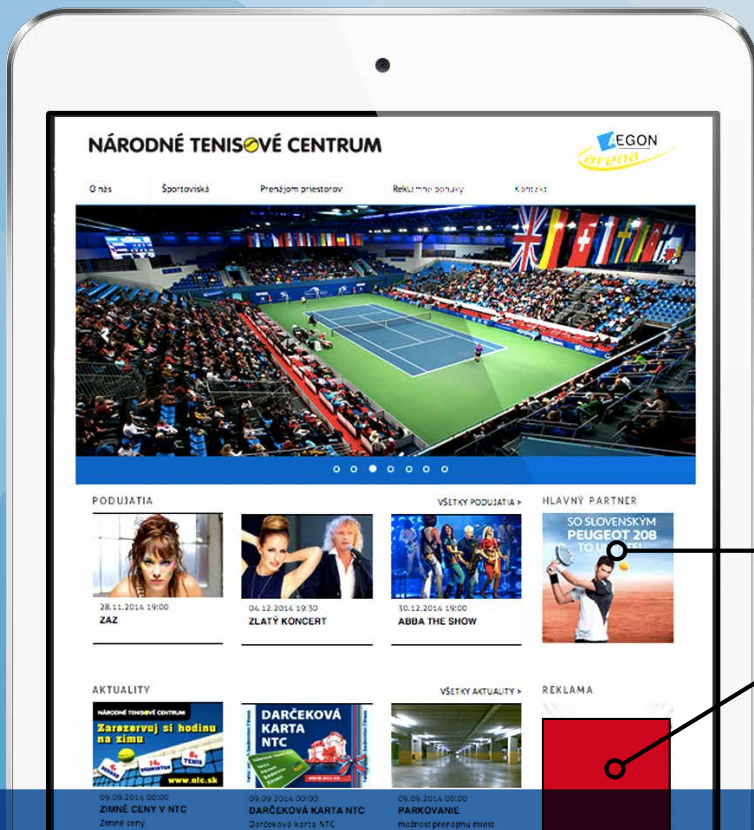 NÁRODNÉ TENISOVÉ CENTRUM
AEGON
arena
O nás Športoviská Prenájom priestorov Reklamné ponuky Kontakt
PODUJATIA
VŠETKY PODUJATIA >
HLAVNÝ PARTNER
SO SLOVENSKÝM
PEUGEOT 208
28.11.2014 19:00
ZAZ
04.12.2014 19:30
ZLATÝ KONCERT
30.12.2014 19:00
ABBA THE SHOW
AKTUALITY
VŠETKY AKTUALITY >
REKLAMA
NÁRODNÉ TENISOVÉ CENTRUM
Zarezervuj si hodinu
na zimu
www.ntc.sk
DARČEKOVÁ
KARTA
NTC
09.09.2014 00:00
ZIMNÉ CENY V NTC
Zimné ceny
09.09.2014 00:00
DARČEKOVÁ KARTA NTC
Darčeková karta NTC
09.09.2014 00:00
PARKOVANIE
možnosť prenájmu miest